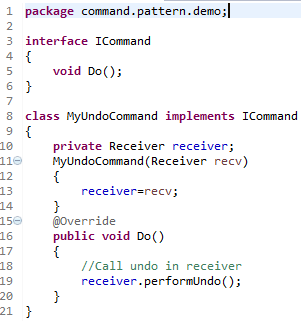 1 package command.pattern.demo;
2
3 interface ICommand
4 {
5     void Do();
6 }
7
8 class MyUndoCommand implements ICommand
9 {
10     private Receiver receiver;
11     MyUndoCommand(Receiver recv)
12     {
13         receiver=recv;
14     }
15     @Override
16     public void Do()
17     {
18         //Call undo in receiver
19         receiver.performUndo();
20     }
21 }